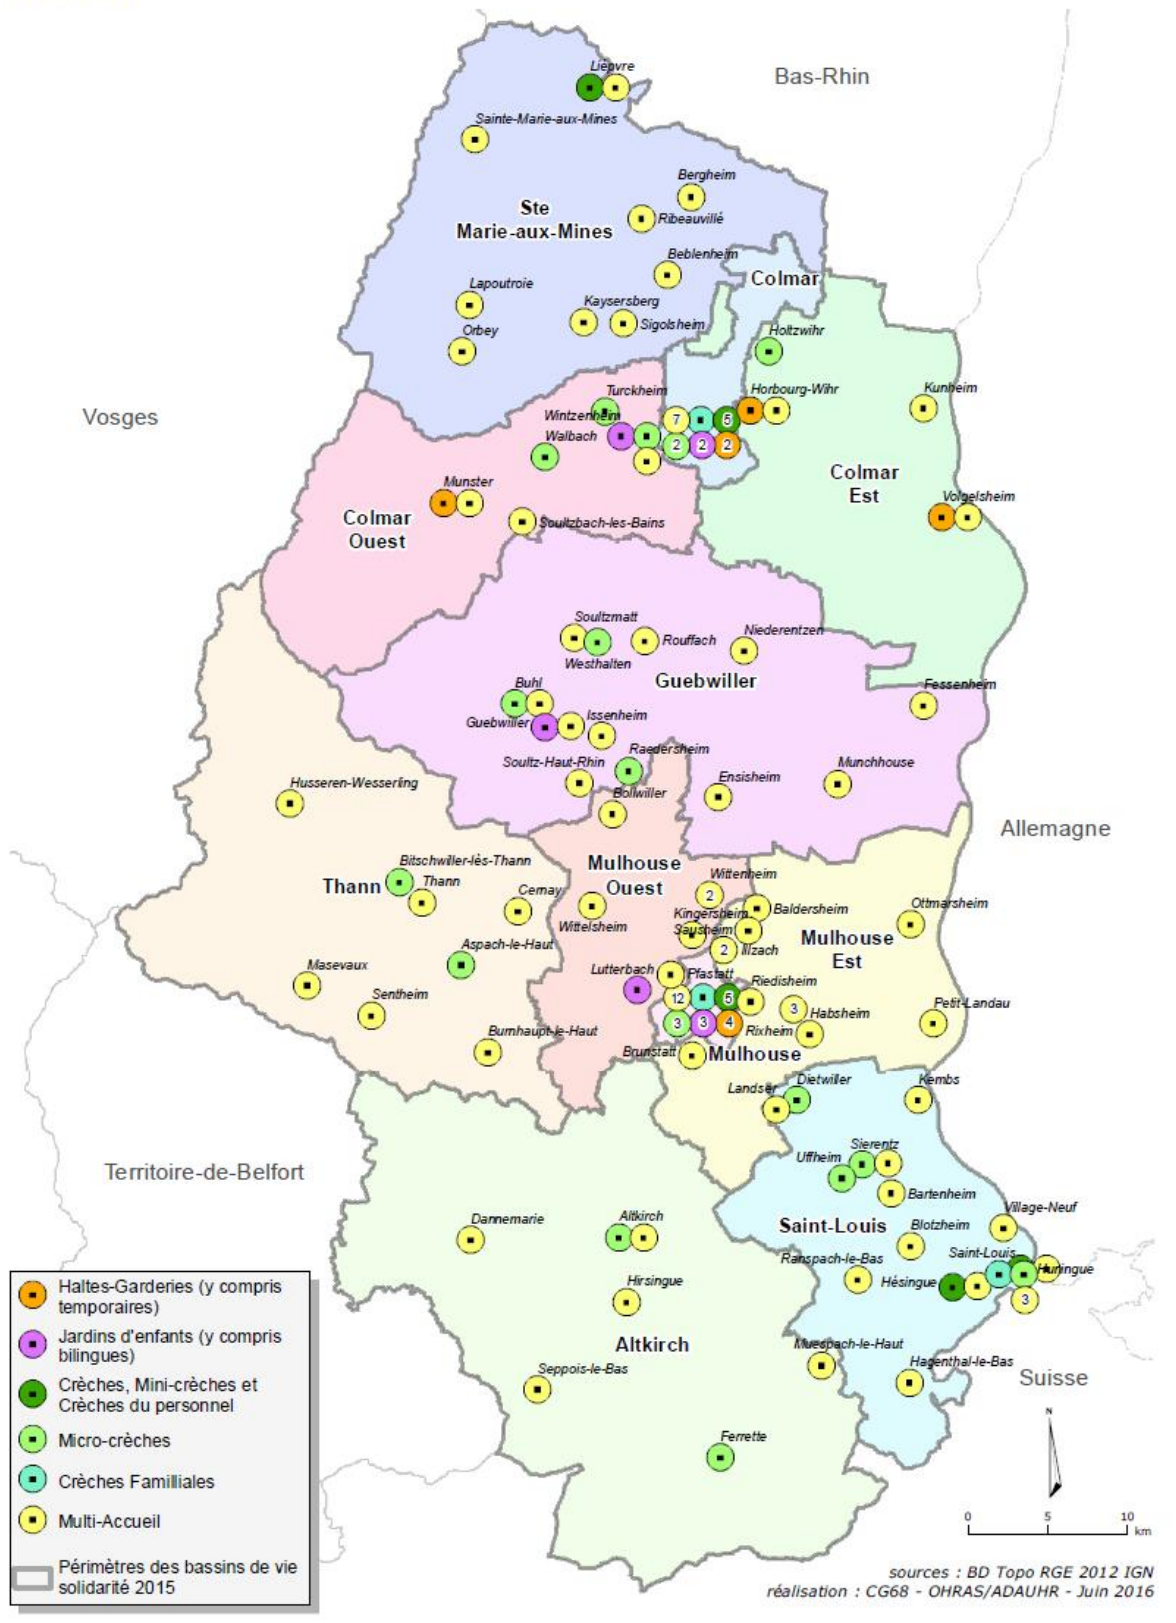 Lièpvre
Bas-Rhin
Sainte-Marie-aux-Mines
Bergheim
Ste
Marie-aux-Mines
Ribeauvillé
Beblenheim
Colmar
Lapoutroie
Kaysersberg
Sigolsheim
Orbey
Holtzwihr
Vosges
Turckheim
Horbourg-Wihr
Kunheim
Wintzenheim
7
5
Walbach
2
2
2
Colmar
Est
Munster
Volgelsheim
Colmar
Ouest
Soultzbach-les-Bains
Soultzmatt
Rouffach
Niederentzen
Westhalten
Guebwiller
Buhl
Fessenheim
Guebwiller
Issenheim
Raedersheim
Soultz-Haut-Rhin
Ensisheim
Munchhouse
Husseren-Wesserling
Bollwiller
Allemagne
Bitschwiller-lès-Thann
Mulhouse
Ouest
Wittenheim
Thann
Thann
Cernay
2
Kingersheim
Baldersheim
Ottmarsheim
Wittelsheim
Sausheim
Mulhouse
Est
2
Illzach
Aspach-le-Haut
Masevaux
Lutterbach
Pfastatt
Riedisheim
Sentheim
12
5
3
Habsheim
Petit-Landau
3
3
4
Rixheim
Burnhaupt-le-Haut
Brunstatt
Mulhouse
Landser
Dietwiller
Kembs
Sierentz
Uffheim
Territoire-de-Belfort
Bartenheim
Village-Neuf
Dannemarie
Altkirch
Saint-Louis
Blotzheim
Saint-Louis
Ranspach-le-Bas
Huningue
Hésingue
3
Hirsingue
Altkirch
Muespach-le-Haut
Hagenthal-le-Bas
Seppois-le-Bas
Suisse
Ferrette
N
0 5 10
km
Haltes-Garderies (y compris
temporaires)
Jardins d'enfants (y compris
bilingues)
Crèches, Mini-crèches et
Crèches du personnel
Micro-crèches
Crèches Familliales
Multi-Accueil
Périmètres des bassins de vie
solidarité 2015
sources : BD Topo RGE 2012 IGN
réalisation : CG68 - OHRAS/ADAUHR - Juin 2016